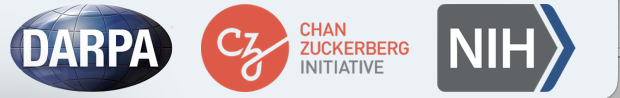 DARPA
CZ
CHAN
ZUCKERBERG
INITIATIVE
NIH